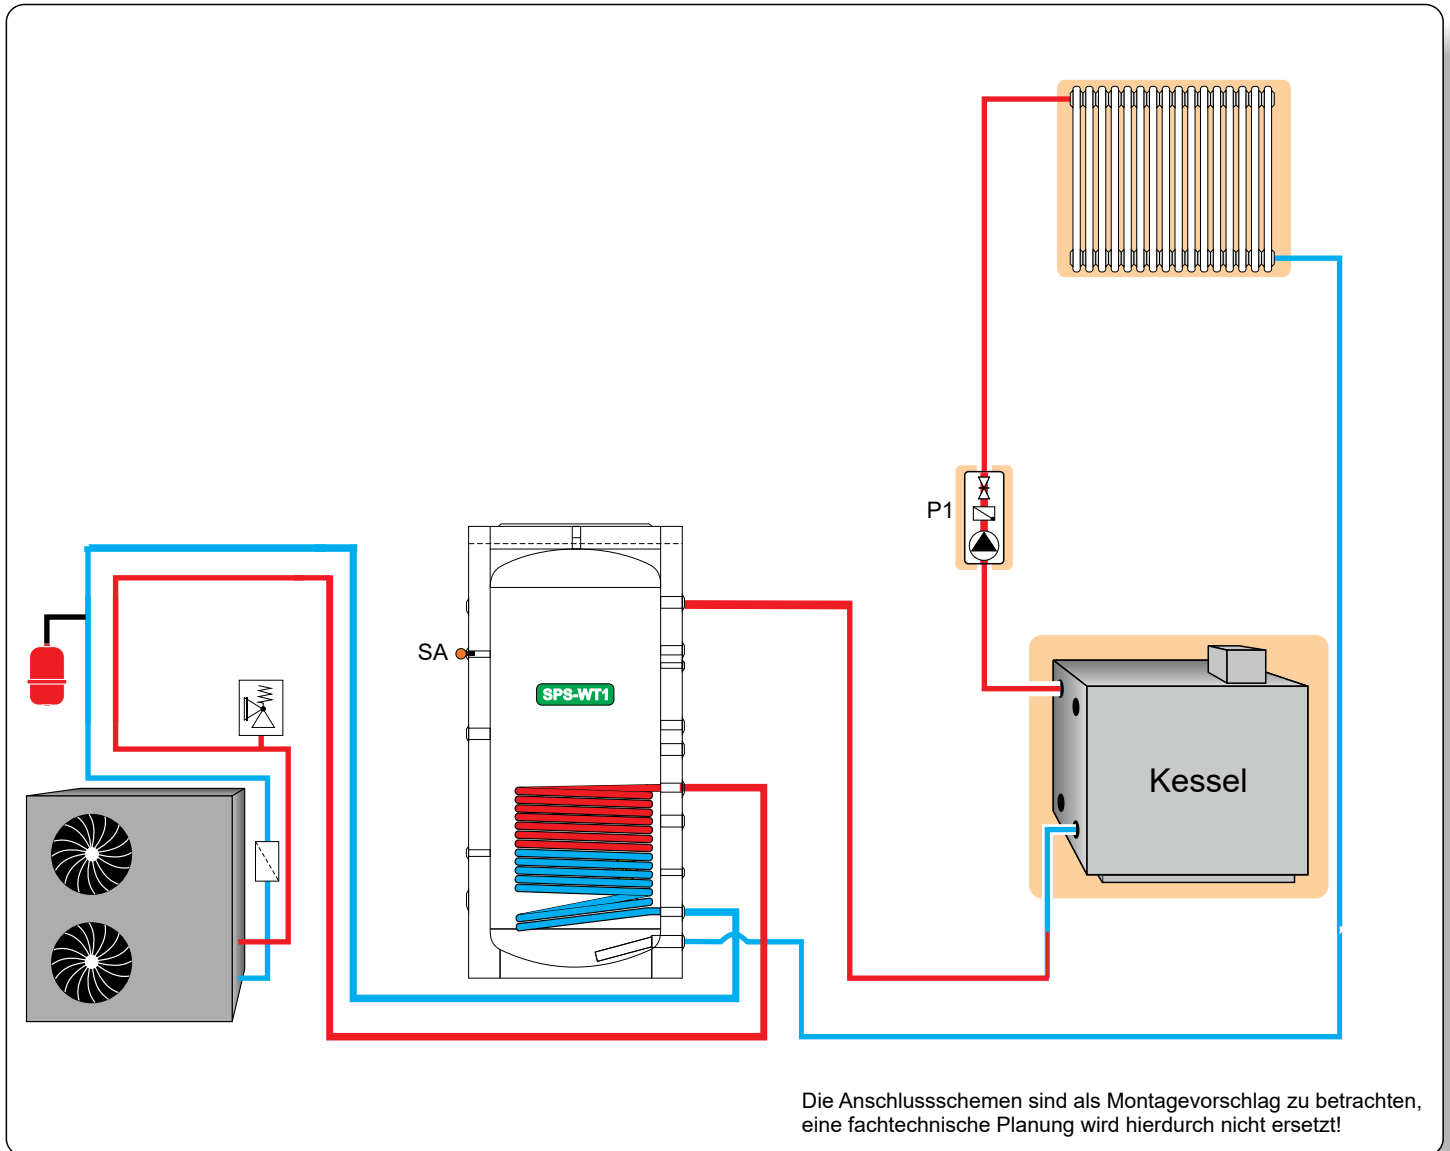 P1
SA
SPS-WT1
Kessel
Die Anschlussschemen sind als Montagevorschlag zu betrachten,
eine fachtechnische Planung wird hierdurch nicht ersetzt!